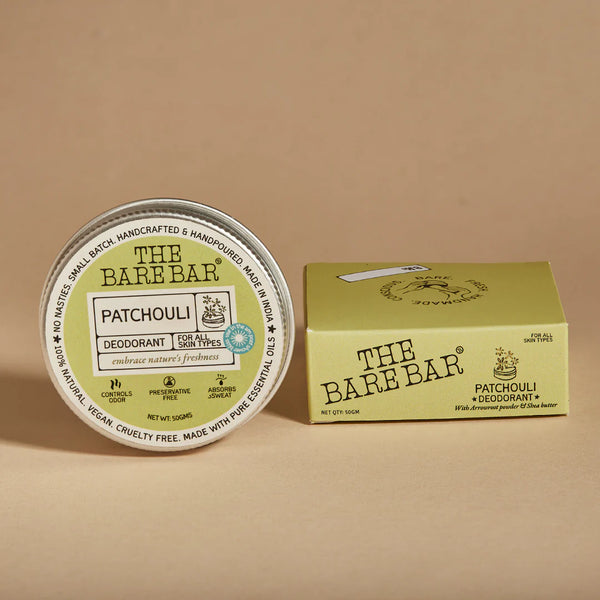 NO NASTIES. SMALL BATCH. HANDCRAFTED & HANDPOURED. MADE IN INDIA ★
100% NATURAL. VEGAN. CRUELTY FREE. MADE WITH PURE ESSENTIAL OILS ★
THE
BARE BAR
PATCHOULI
DEODORANT
FOR ALL
SKIN TYPES
embrace nature's freshness
CONTROLS
ODOR
PRESERVATIVE
FREE
ABSORBS
SWEAT
NET WT: 50GMS
BARE.
HANDMADE
THE
BARE BAR
NET QTY: 50GM
FOR ALL
SKIN TYPES
PATCHOULI
★ DEODORANT ★
With Arrowroot powder & Shea butter